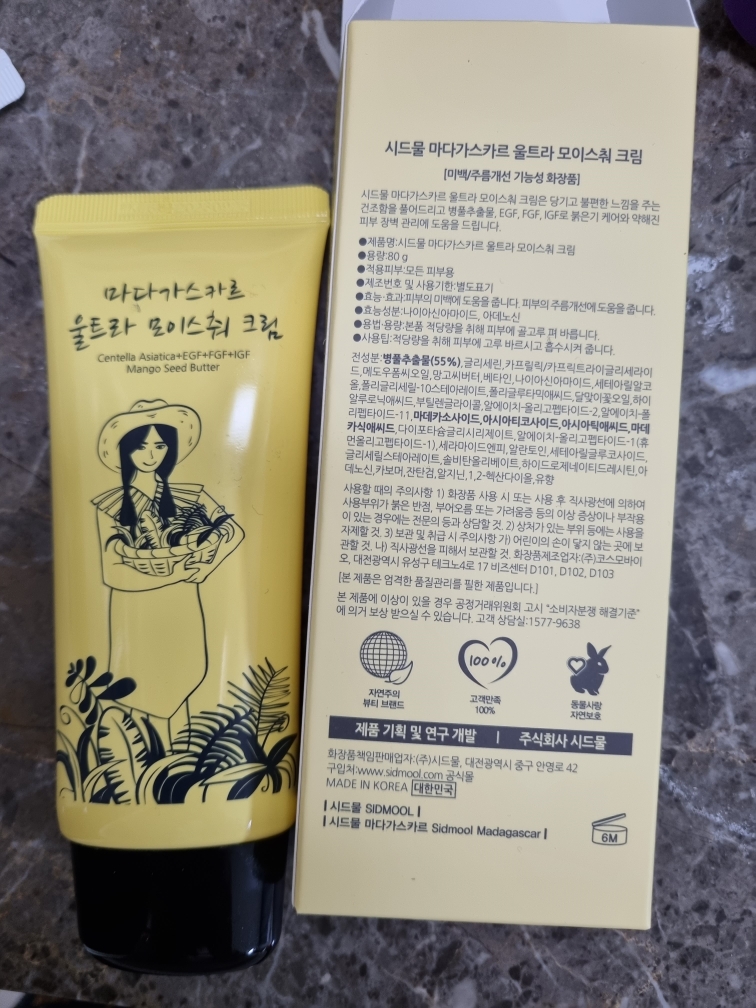 마다가스카르
울트라 모이스춰 크림
Centella Asiatica+EGF+FGF+IGF
Mango Seed Butter
시드물 마다가스카르 울트라 모이스춰 크림
[미백/주름개선 기능성 화장품]
시드물 마다가스카르 울트라 모이스춰 크림은 당기고 불편한 느낌을 주는
건조함을 풀어드리고 병풀추출물, EGF, FGF, IGF로 붉은기 케어와 약해진
피부 장벽 관리에 도움을 드립니다.
●제품명:시드물 마다가스카르 울트라 모이스춰 크림
●용량:80 g
●적용피부:모든 피부용
●제조번호 및 사용기한:별도표기
●효능·효과:피부의 미백에 도움을 줍니다. 피부의 주름개선에 도움을 줍니다.
●효능성분:나이아신아마이드, 아데노신
●용법·용량:본품 적당량을 취해 피부에 골고루 펴 바릅니다.
●사용팁:적당량을 취해 피부에 고루 바르시고 흡수시켜 줍니다.
전성분:병풀추출물(55%),글리세린,카프릴릭/카프릭트라이글리세라이
드,메도우폼씨오일,망고씨버터,베타인,나이아신아마이드,세테아릴알코
올,폴리글리세릴-10스테아레이트,폴리글루타믹애씨드,달맞이꽃오일,하이
알루로닉애씨드,부틸렌글라이콜,알에이치-올리고펩타이드-2,알에이치-폴
리펩타이드-11,마데카소사이드,아시아티코사이드,아시아틱애씨드,마데
카식애씨드,다이포타슘글리시리제이트,알에이치-올리고펩타이드-1(휴
먼올리고펩타이드-1),세라마이드엔피,알란토인,세테아릴글루코사이드,
글리세릴스테아레이트,솔비탄올리베이트,하이드로제네이티드레시틴,아
데노신,카보머,잔탄검,알지닌,1,2-헥산다이올,유향
사용할 때의 주의사항 1) 화장품 사용 시 또는 사용 후 직사광선에 의하여
사용부위가 붉은 반점, 부어오름 또는 가려움증 등의 이상 증상이나 부작용
이 있는 경우에는 전문의 등과 상담할 것. 2) 상처가 있는 부위 등에는 사용을
자제할 것. 3) 보관 및 취급 시 주의사항 가) 어린이의 손이 닿지 않는 곳에 보
관할 것. 나) 직사광선을 피해서 보관할 것. 화장품제조업자:(주)코스모바이
오, 대전광역시 유성구 테크노4로 17 비즈센터 D101, D102, D103
[본 제품은 엄격한 품질관리를 필한 제품입니다.]
본 제품에 이상이 있을 경우 공정거래위원회 고시 "소비자분쟁 해결기준"
에 의거 보상 받으실 수 있습니다. 고객 상담실:1577-9638
100%
자연주의
뷰티 브랜드
고객만족
100%
동물사랑
자연보호
제품 기획 및 연구 개발 | 주식회사 시드물
화장품책임판매업자:(주)시드물, 대전광역시 중구 안영로 42
구입처:www.sidmool.com 공식몰
MADE IN KOREA 대한민국
| 시드물 SIDMOOL |
| 시드물 마다가스카르 Sidmool Madagascar |
6M